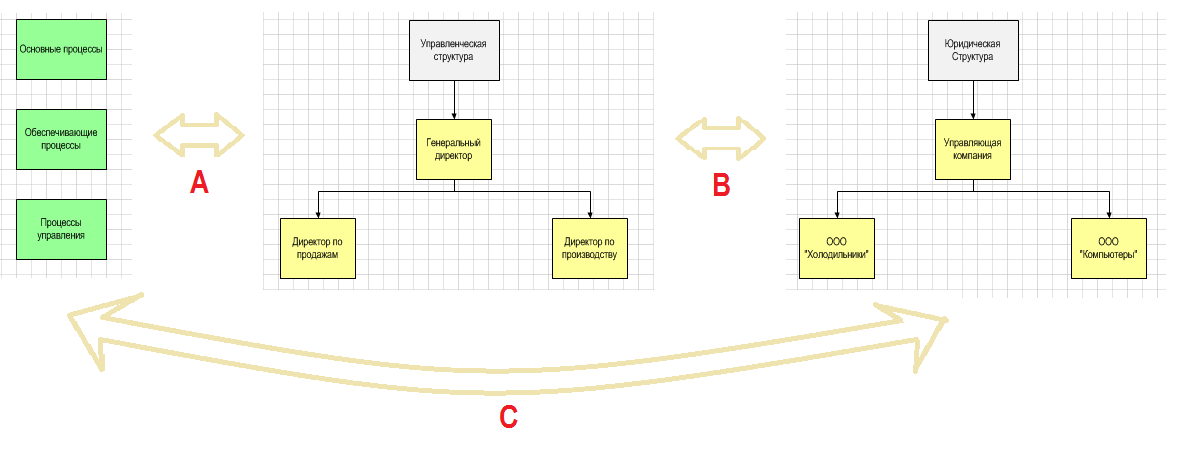 Основные процессы
Обеспечивающие
процессы
Процессы
управления
A
Управленческая
структура
Генеральный
директор
Директор по
продажам
Директор по
производству
B
Юридическая
Структура
Управляющая
компания
ООО
"Холодильники"
ООО
"Компьютеры"
C